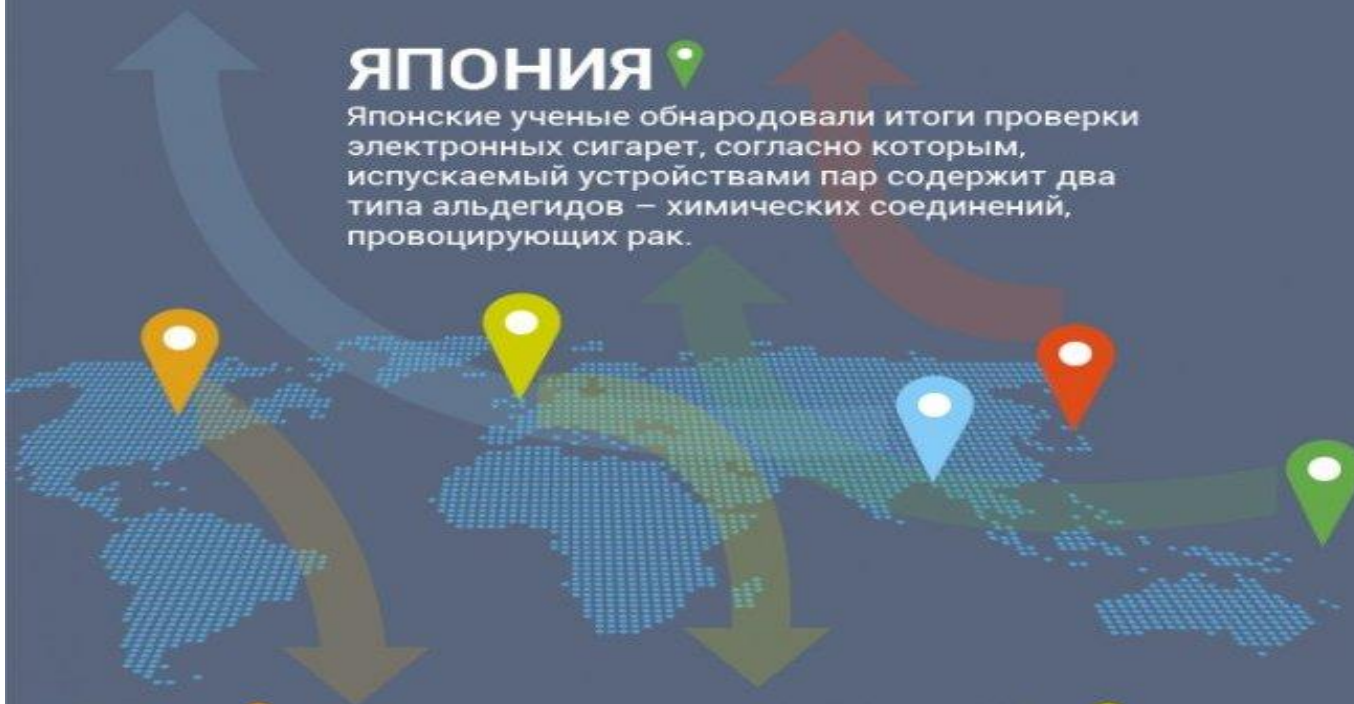 ЯПОНИЯ
Японские ученые обнародовали итоги проверки
электронных сигарет, согласно которым,
испускаемый устройствами пар содержит два
типа альдегидов – химических соединений,
провоцирующих рак.